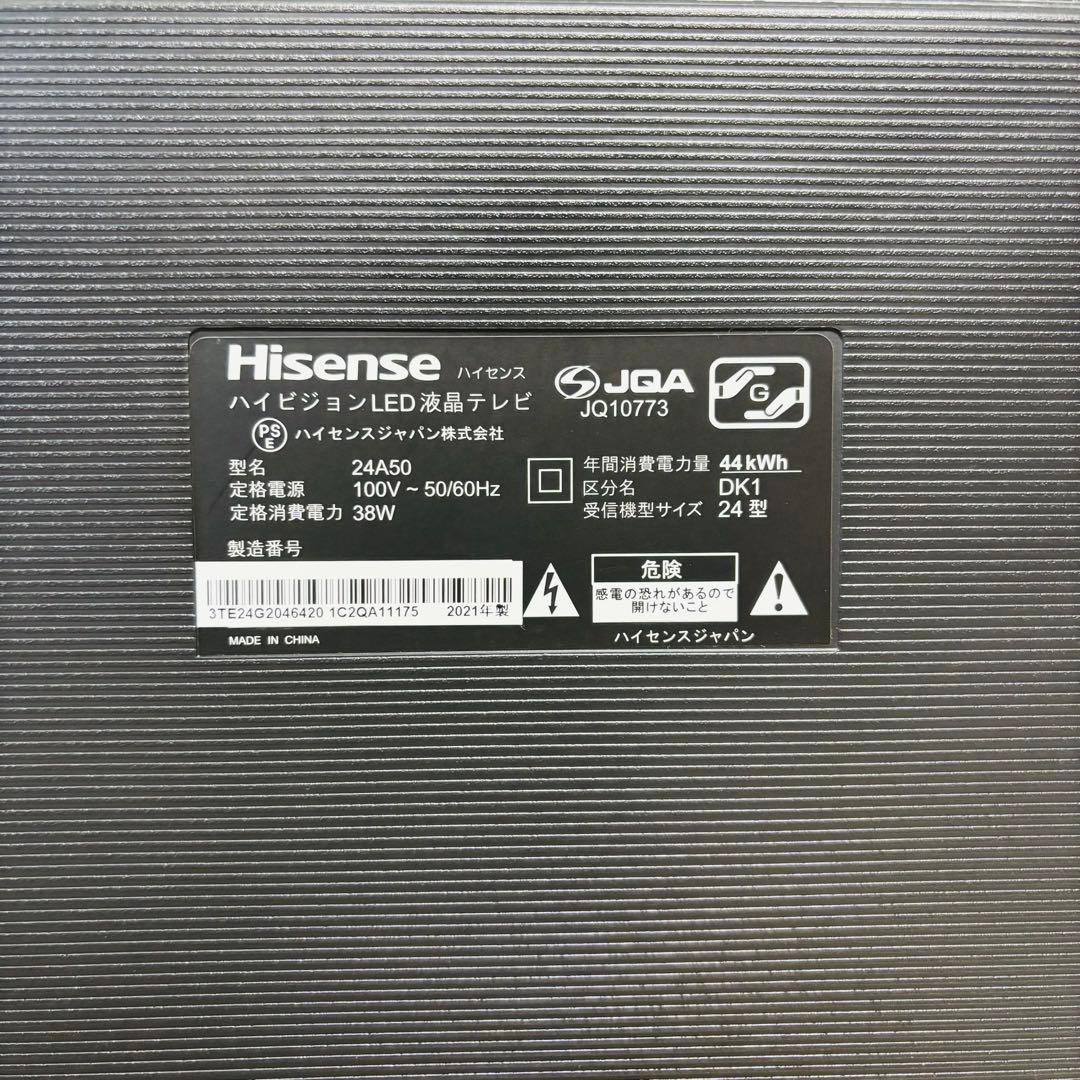 Hisense ハイセンス
ハイビジョンLED液晶テレビ
PSE ハイセンスジャパン株式会社
JQA
JQ10773
G
型名 24A50
定格電源 100V ~ 50/60Hz
定格消費電力 38W
年間消費電力量 44kWh
区分名 DK1
受信機型サイズ 24型
製造番号
3TE24G2046420 1C2QA11175 2021年製
MADE IN CHINA
危険
感電の恐れがあるので
開けないこと
ハイセンスジャパン